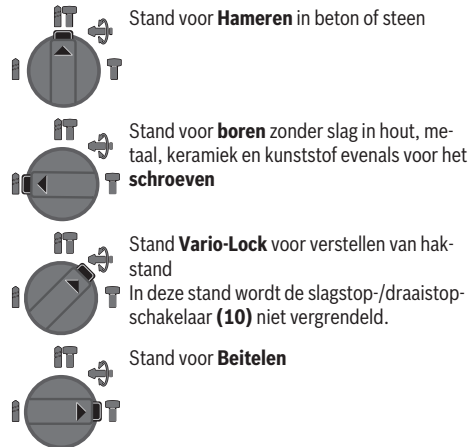 Stand voor Hameren in beton of steen
Stand voor boren zonder slag in hout, me-
taal, keramiek en kunststof evenals voor het
schroeven
Stand Vario-Lock voor verstellen van hak-
stand
In deze stand wordt de slagstop-/draaistop-
schakelaar (10) niet vergrendeld.
Stand voor Beitelen